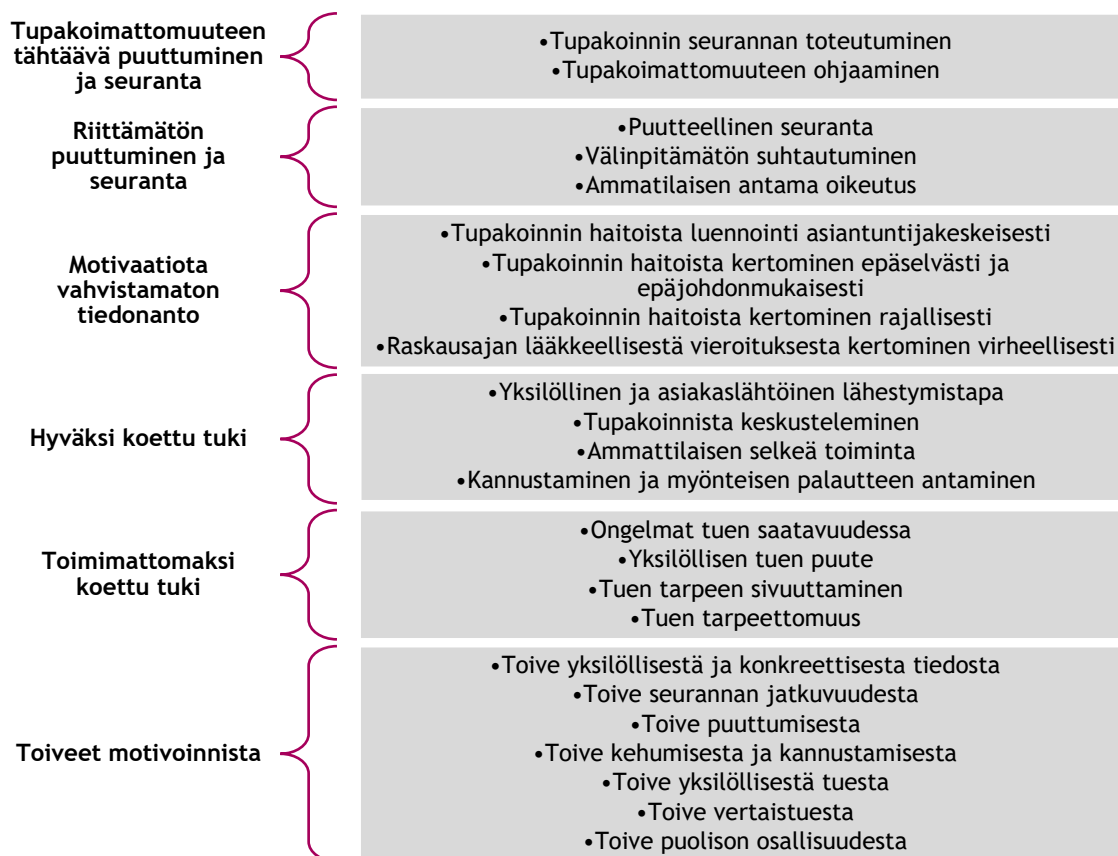 Tupakoimattomuuteen
tähtäävä puuttuminen
ja seuranta
•Tupakoinnin seurannan toteutuminen
•Tupakoimattomuuteen ohjaaminen
Riittämätön
puuttuminen ja
seuranta
•Puutteellinen seuranta
•Välinpitämätön suhtautuminen
•Ammatilaisen antama oikeutus
Motivaatiota
vahvistamaton
tiedonanto
•Tupakoinnin haitoista luennointi asiantuntijakeskeisesti
•Tupakoinnin haitoista kertominen epäselvästi ja
epäjohdonmukaisesti
•Tupakoinnin haitoista kertominen rajallisesti
•Raskausajan lääkkeellisestä vieroituksesta kertominen virheellisesti
Hyväksi koettu tuki
•Yksilöllinen ja asiakaslähtöinen lähestymistapa
•Tupakoinnista keskusteleminen
•Ammattilaisen selkeä toiminta
•Kannustaminen ja myönteisen palautteen antaminen
Toimimattomaksi
koettu tuki
•Ongelmat tuen saatavuudessa
•Yksilöllisen tuen puute
•Tuen tarpeen sivuuttaminen
•Tuen tarpeettomuus
Toiveet motivoinnista
•Toive yksilöllisestä ja konkreettisesta tiedosta
•Toive seurannan jatkuvuudesta
•Toive puuttumisesta
•Toive kehumisesta ja kannustamisesta
•Toive yksilöllisestä tuesta
•Toive vertaistuesta
•Toive puolison osallisuudesta